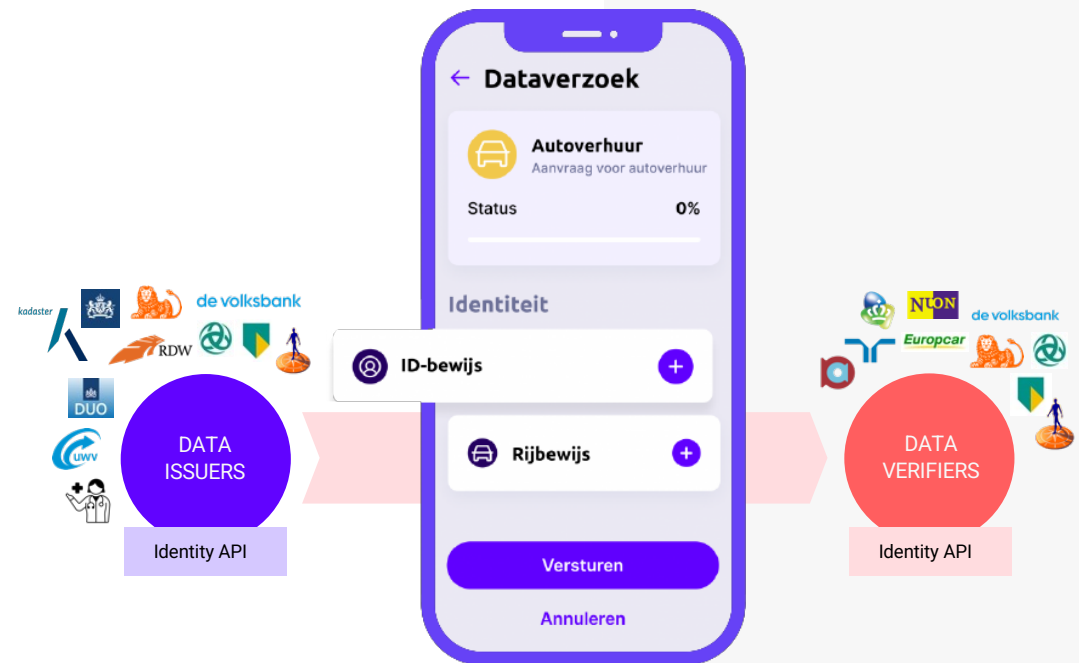 Dataverzoek
Autoverhuur
Aanvraag voor autoverhuur
Status 0%
Identiteit
ID-bewijs
Rijbewijs
Versturen
Annuleren
kadaster
de volksbank
RDW
DUO
UWV
DATA
ISSUERS
Identity API
NUON
de volksbank
Europcar
DATA
VERIFIERS
Identity API